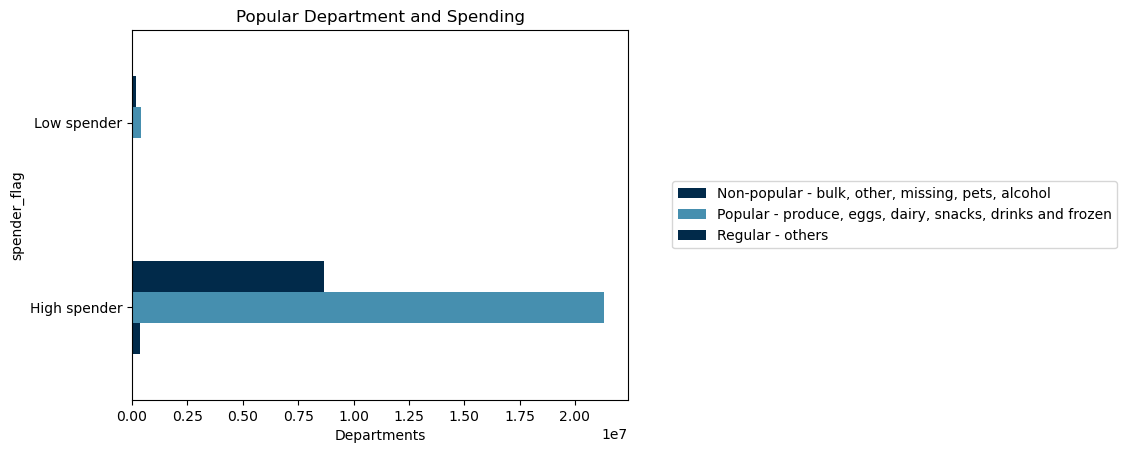 Popular Department and Spending
Low spender
High spender
spender_flag
0.00 0.25 0.50 0.75 1.00 1.25 1.50 1.75 2.00
1e7
Departments
Non-popular - bulk, other, missing, pets, alcohol
Popular - produce, eggs, dairy, snacks, drinks and frozen
Regular - others